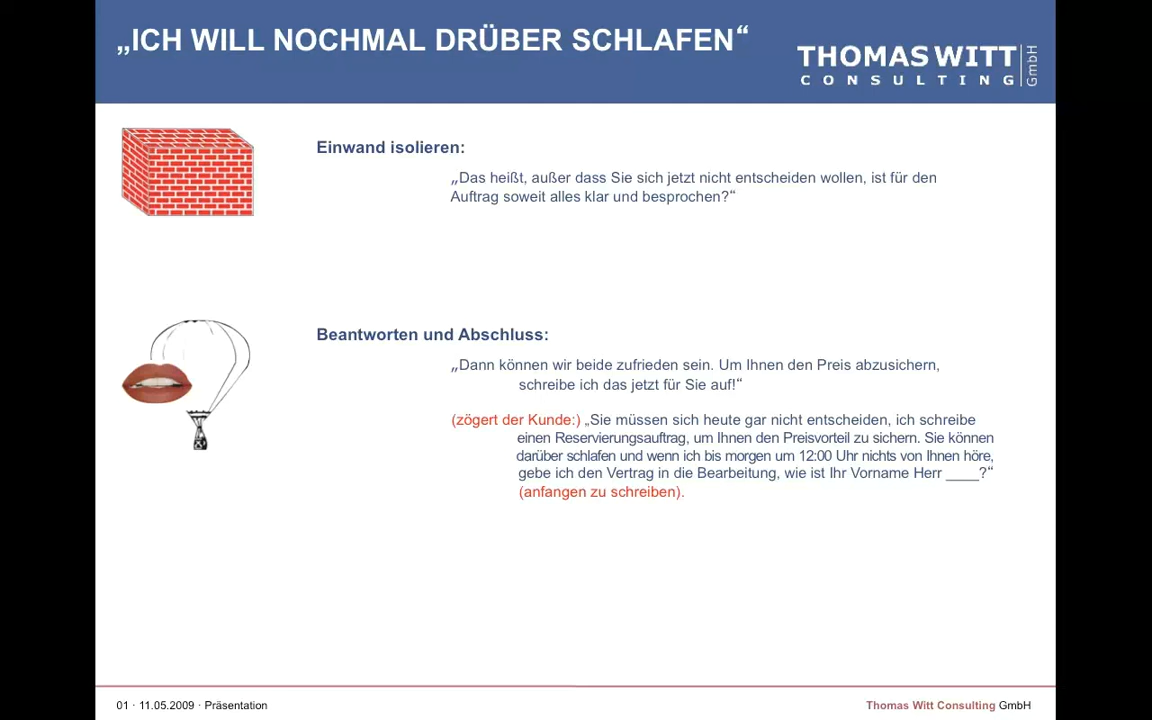 „ICH WILL NOCHMAL DRÜBER SCHLAFEN“
THOMAS WITT
CONSULTING
GmbH
Einwand isolieren:
„Das heißt, außer dass Sie sich jetzt nicht entscheiden wollen, ist für den
Auftrag soweit alles klar und besprochen?“
Beantworten und Abschluss:
„Dann können wir beide zufrieden sein. Um Ihnen den Preis abzusichern,
schreibe ich das jetzt für Sie auf!“
(zögert der Kunde:) „Sie müssen sich heute gar nicht entscheiden, ich schreibe
einen Reservierungsauftrag, um Ihnen den Preisvorteil zu sichern. Sie können
darüber schlafen und wenn ich bis morgen um 12:00 Uhr nichts von Ihnen höre,
gebe ich den Vertrag in die Bearbeitung, wie ist Ihr Vorname Herr ____?“
(anfangen zu schreiben).
01 · 11.05.2009 · Präsentation
Thomas Witt Consulting GmbH